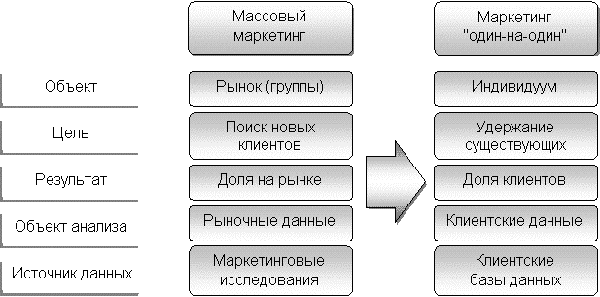 Массовый
маркетинг
Маркетинг
"один-на-один"
Объект
Рынок (группы)
Индивидуум
Цель
Поиск новых
клиентов
Удержание
существующих
Результат
Доля на рынке
Доля клиентов
Объект анализа
Рыночные данные
Клиентские данные
Источник данных
Маркетинговые
исследования
Клиентские
базы данных